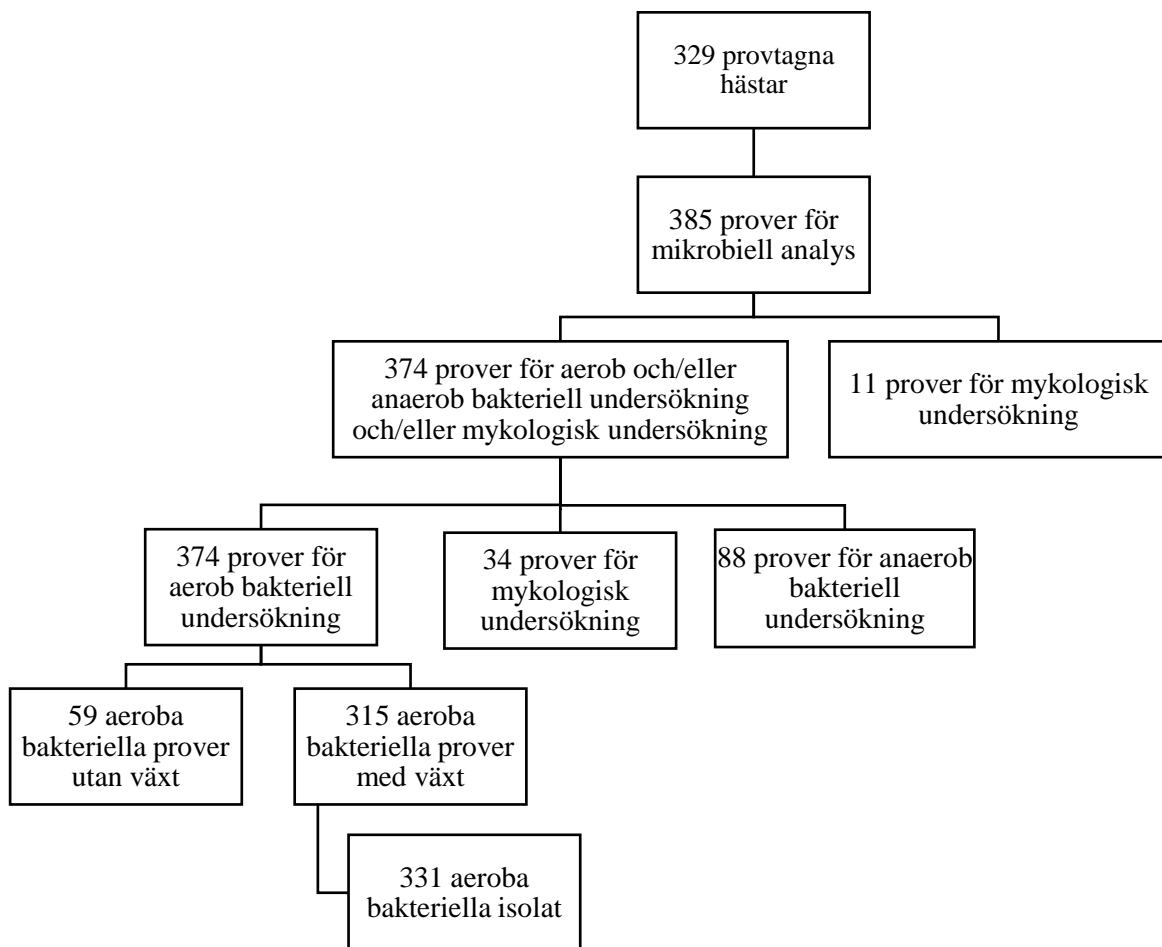 329 provtagna
hästar
385 prover för
mikrobiell analys
374 prover för aerob och/eller
anaerob bakteriell undersökning
och/eller mykologisk undersökning
11 prover för mykologisk
undersökning
374 prover för
aerob bakteriell
undersökning
34 prover för
mykologisk
undersökning
88 prover för anaerob
bakteriell
undersökning
59 aeroba
bakteriella prover
utan växt
315 aeroba
bakteriella prover
med växt
331 aeroba
bakteriella isolat